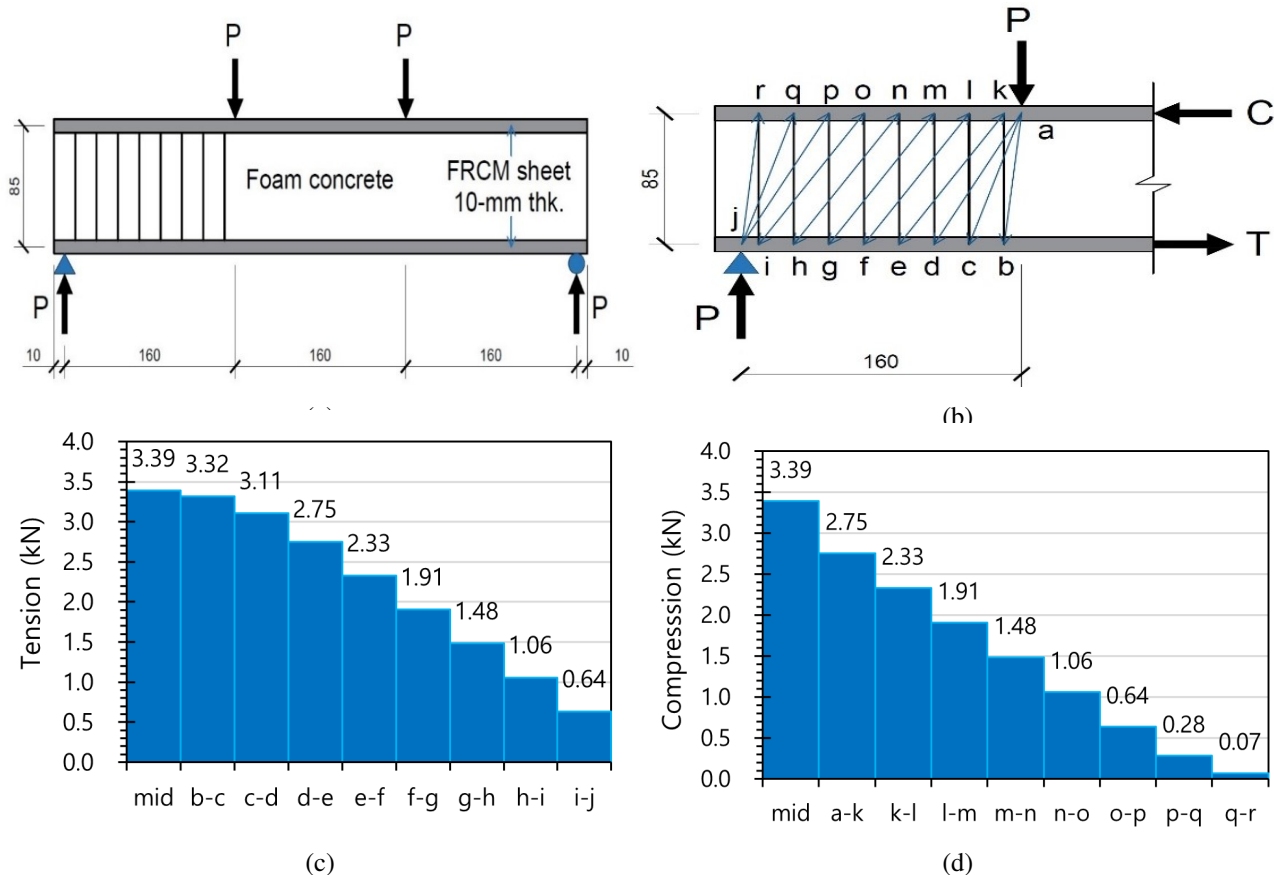 P P
Foam concrete
FRCM sheet
10-mm thk.
85
P P
10 160 160 160 10
P
r q p o n m l k
a
C
85
j
i h g f e d c b
T
P
160
(b)
Tension (kN)
4.0
3.5
3.0
2.5
2.0
1.5
1.0
0.5
0.0
3.39 3.32 3.11 2.75 2.33 1.91 1.48 1.06 0.64
mid b-c c-d d-e e-f f-g g-h h-i i-j
(c)
Compresssion (kN)
4.0
3.5
3.0
2.5
2.0
1.5
1.0
0.5
0.0
3.39 2.75 2.33 1.91 1.48 1.06 0.64 0.28 0.07
mid a-k k-l l-m m-n n-o o-p p-q q-r
(d)